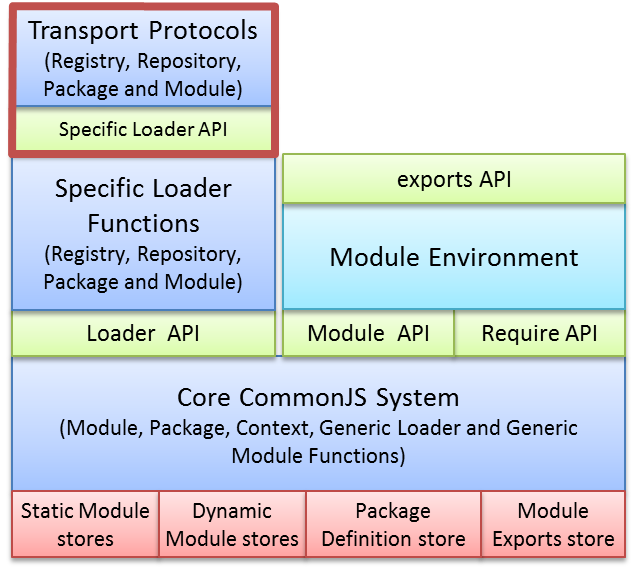 Transport Protocols
(Registry, Repository,
Package and Module)
Specific Loader API
Specific Loader
Functions
(Registry, Repository,
Package and Module)
exports API
Module Environment
Loader API
Module API
Require API
Core CommonJS System
(Module, Package, Context, Generic Loader and Generic
Module Functions)
Static Module
stores
Dynamic
Module stores
Package
Definition store
Module
Exports store